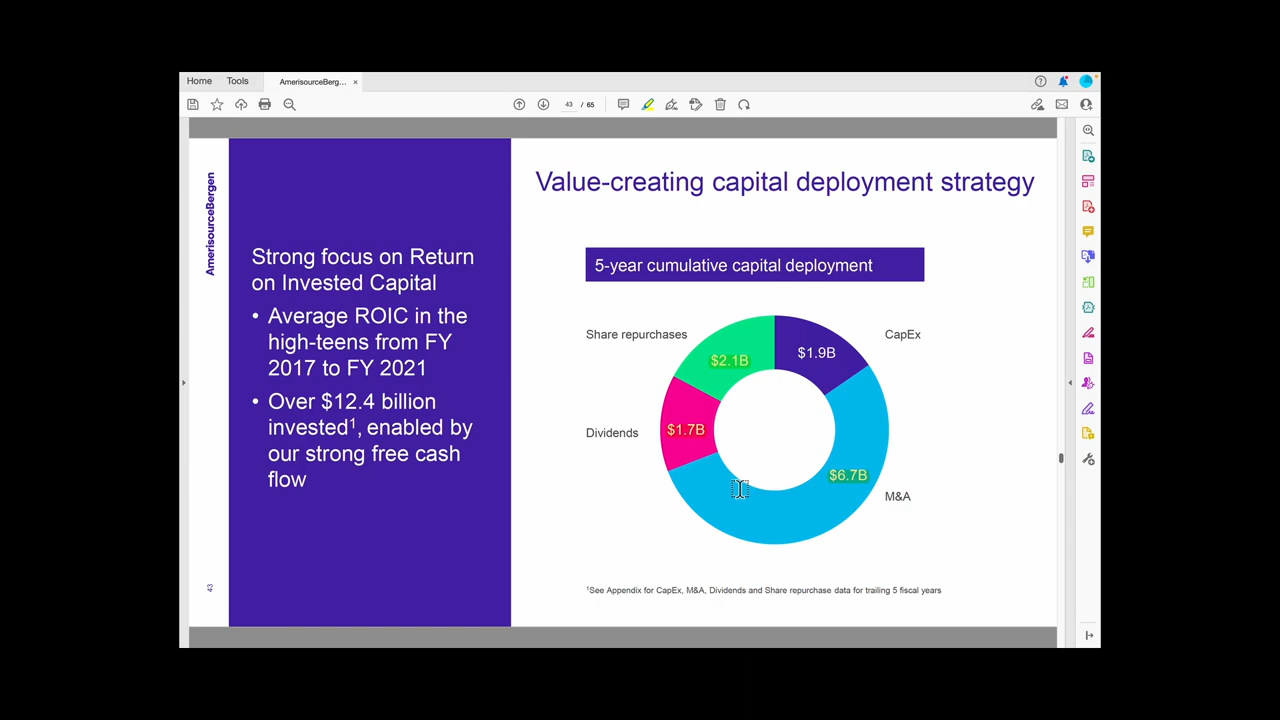 Home Tools AmerisourceBerg... ×
43 / 65
AmerisourceBergen
Value-creating capital deployment strategy
Strong focus on Return
on Invested Capital
• Average ROIC in the
high-teens from FY
2017 to FY 2021
• Over $12.4 billion
invested¹, enabled by
our strong free cash
flow
5-year cumulative capital deployment
Share repurchases
$2.1B
$1.9B
CapEx
Dividends
$1.7B
$6.7B
M&A
¹See Appendix for CapEx, M&A, Dividends and Share repurchase data for trailing 5 fiscal years
43